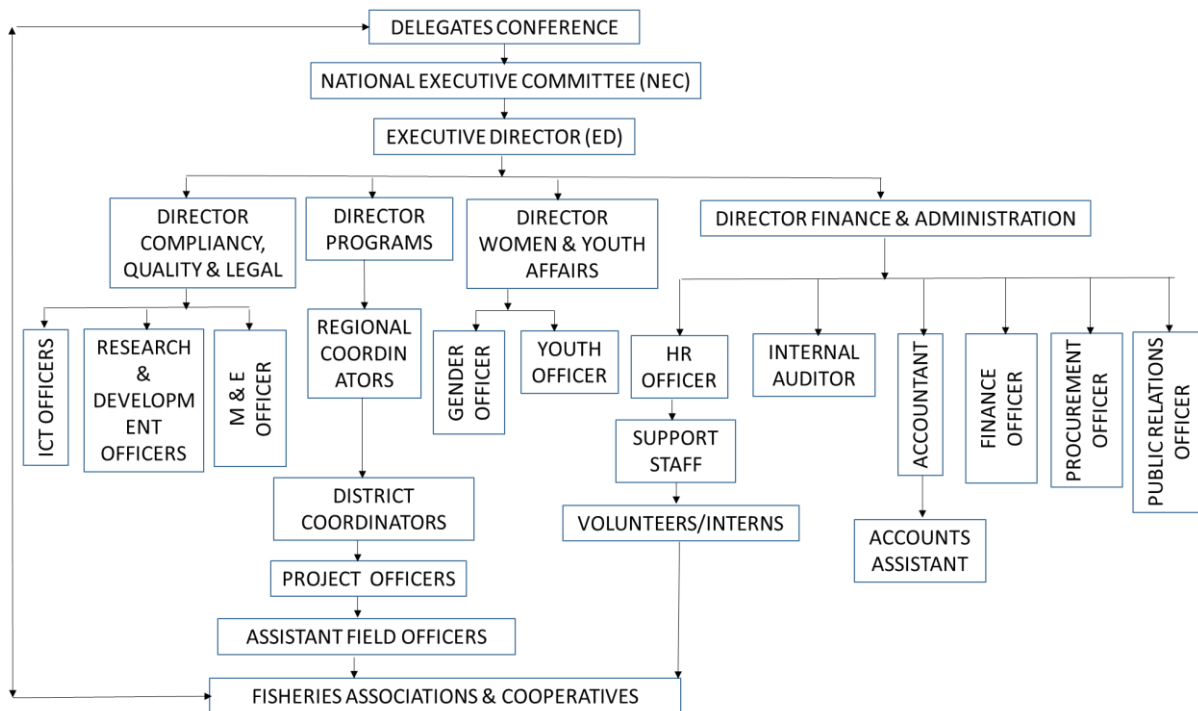 DELEGATES CONFERENCE
NATIONAL EXECUTIVE COMMITTEE (NEC)
EXECUTIVE DIRECTOR (ED)
DIRECTOR
COMPLIANCY,
QUALITY & LEGAL
DIRECTOR
PROGRAMS
DIRECTOR
WOMEN & YOUTH
AFFAIRS
DIRECTOR FINANCE & ADMINISTRATION
ICT OFFICERS
RESEARCH
&
DEVELOPM
ENT
OFFICERS
M & E
OFFICER
REGIONAL
COORDIN
ATORS
GENDER
OFFICER
YOUTH
OFFICER
HR
OFFICER
INTERNAL
AUDITOR
ACCOUNTANT
FINANCE
OFFICER
PROCUREMENT
OFFICER
PUBLIC RELATIONS
OFFICER
SUPPORT
STAFF
DISTRICT
COORDINATORS
VOLUNTEERS/INTERNS
ACCOUNTS
ASSISTANT
PROJECT OFFICERS
ASSISTANT FIELD OFFICERS
FISHERIES ASSOCIATIONS & COOPERATIVES